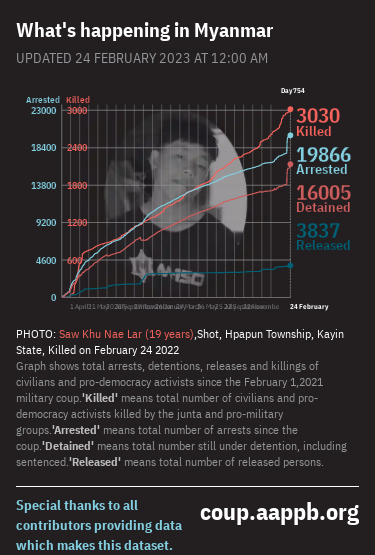 What's happening in Myanmar
UPDATED 24 FEBRUARY 2023 AT 12:00 AM
Day754
Arrested Killed
23000 3000
18400 2400
13800 1800
9200 1200
4600 600
0
3030
Killed
19866
Arrested
16005
Detained
3837
Released
24 February
PHOTO: Saw Khu Nae Lar (19 years),Shot, Hpapun Township, Kayin
State, Killed on February 24 2022
Graph shows total arrests, detentions, releases and killings of
civilians and pro-democracy activists since the February 1,2021
military coup.'Killed' means total number of civilians and pro-
democracy activists killed by the junta and pro-military
groups.'Arrested' means total number of arrests since the
coup.'Detained' means total number still under detention, including
sentenced.'Released' means total number of released persons.
Special thanks to all
contributors providing data
which makes this dataset.
coup.aappb.org